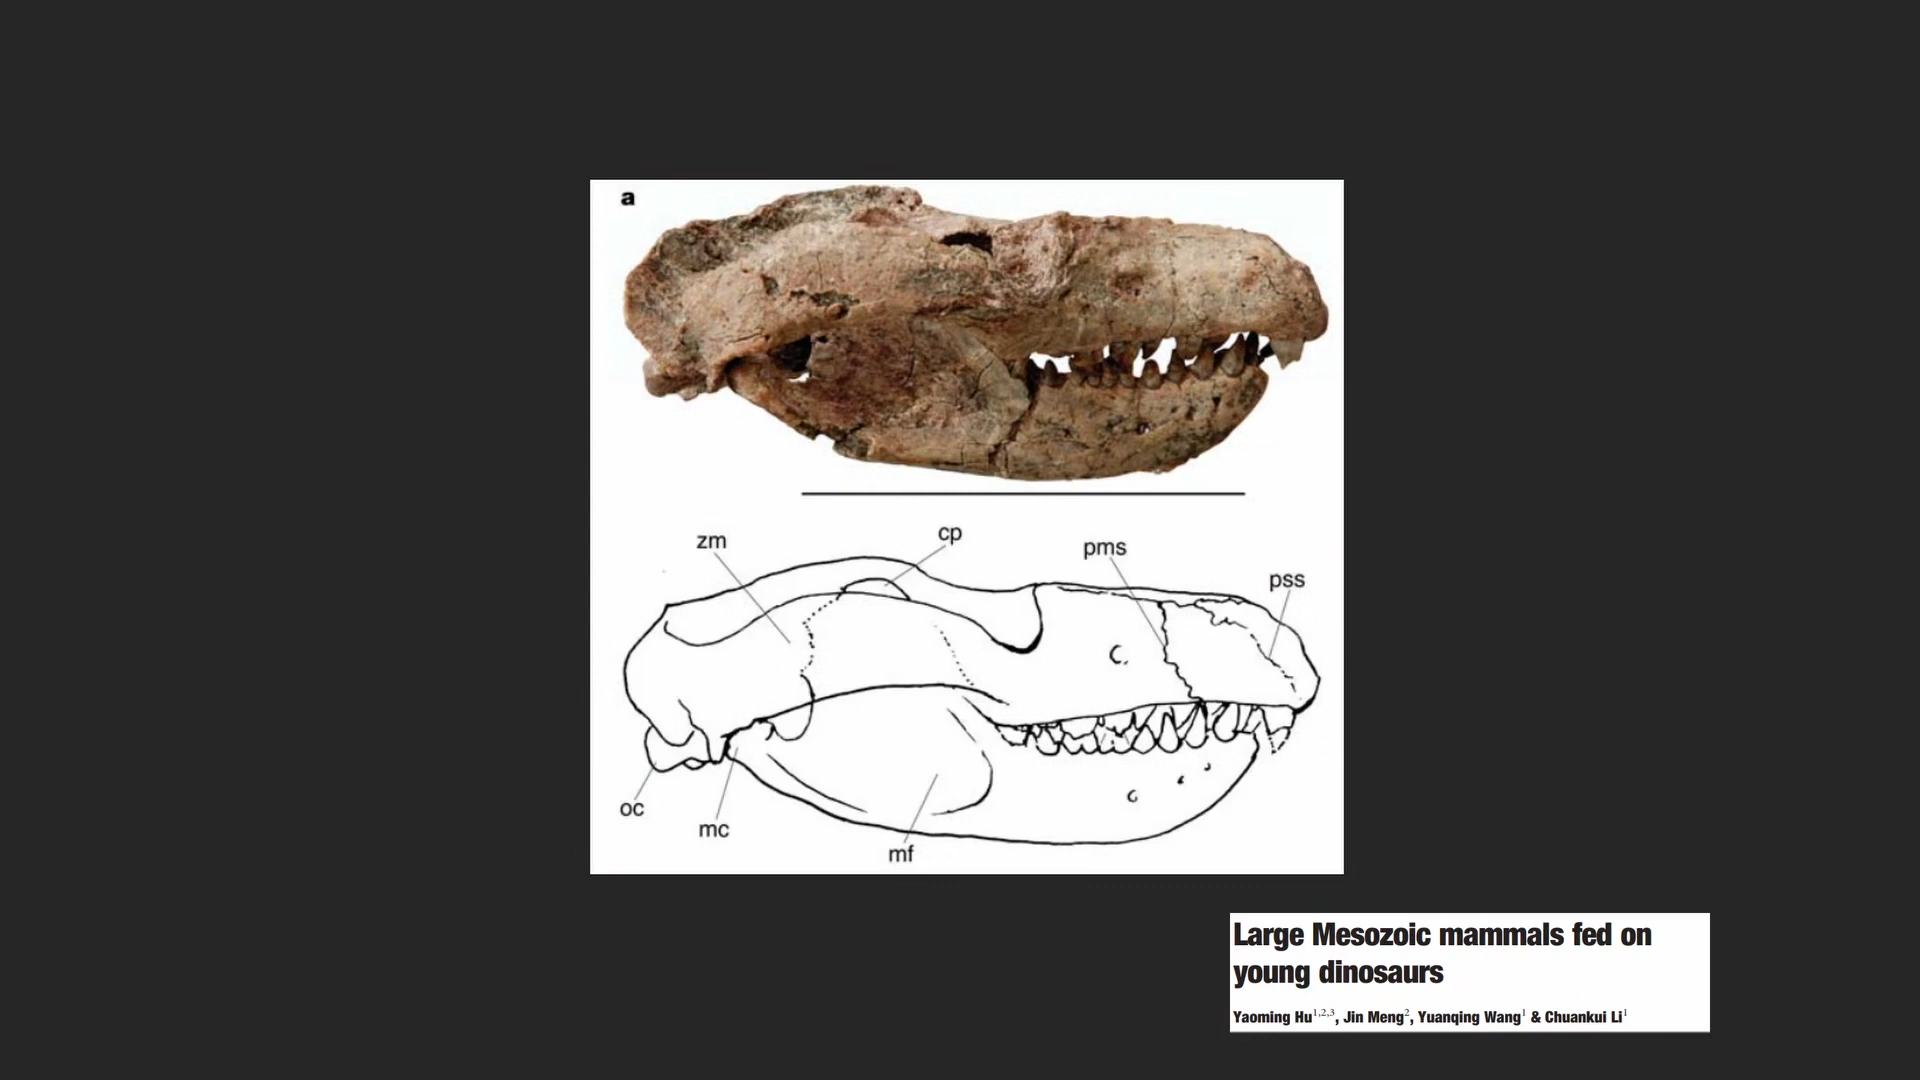 a
zm
cp
pms
pss
oc
mc
mf
Large Mesozoic mammals fed on
young dinosaurs
Yaoming Hu1,2,3, Jin Meng2, Yuanqing Wang1 & Chuankui Li1